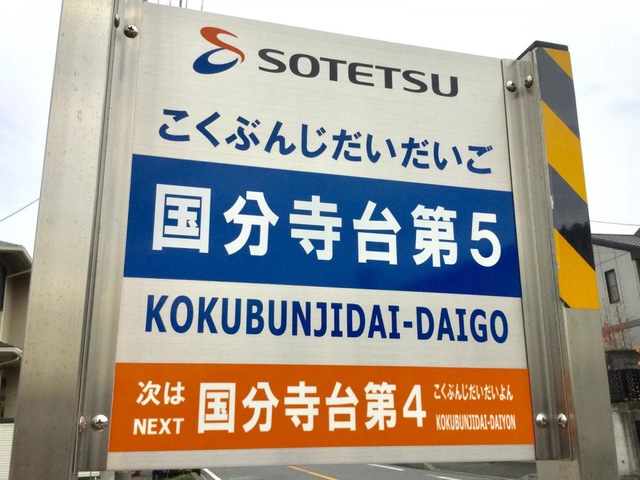 SOTETSU
こくぶんじだいだいご
国分寺台第5
KOKUBUNJIDAI-DAIGO
次は 国分寺台第4 こくぶんじだいだいよん
NEXT KOKUBUNJIDAI-DAIYON